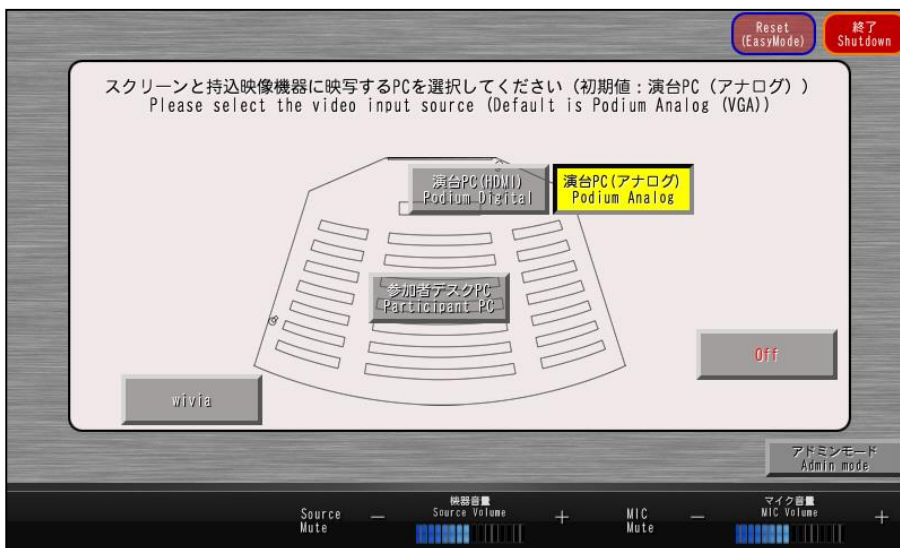 Reset
(EasyMode)
終了
Shutdown
スクリーンと持込映像機器に映写するPCを選択してください（初期値：演台PC（アナログ））
Please select the video input source (Default is Podium Analog (VGA))
演台PC(HDMI)
Podium Digital
演台PC(アナログ)
Podium Analog
参加者デスクPC
Participant PC
Off
wivia
アドミンモード
Admin mode
Source
Mute
－
機器音量
Source Volume
＋
MIC
Mute
－
マイク音量
MIC Volume
＋